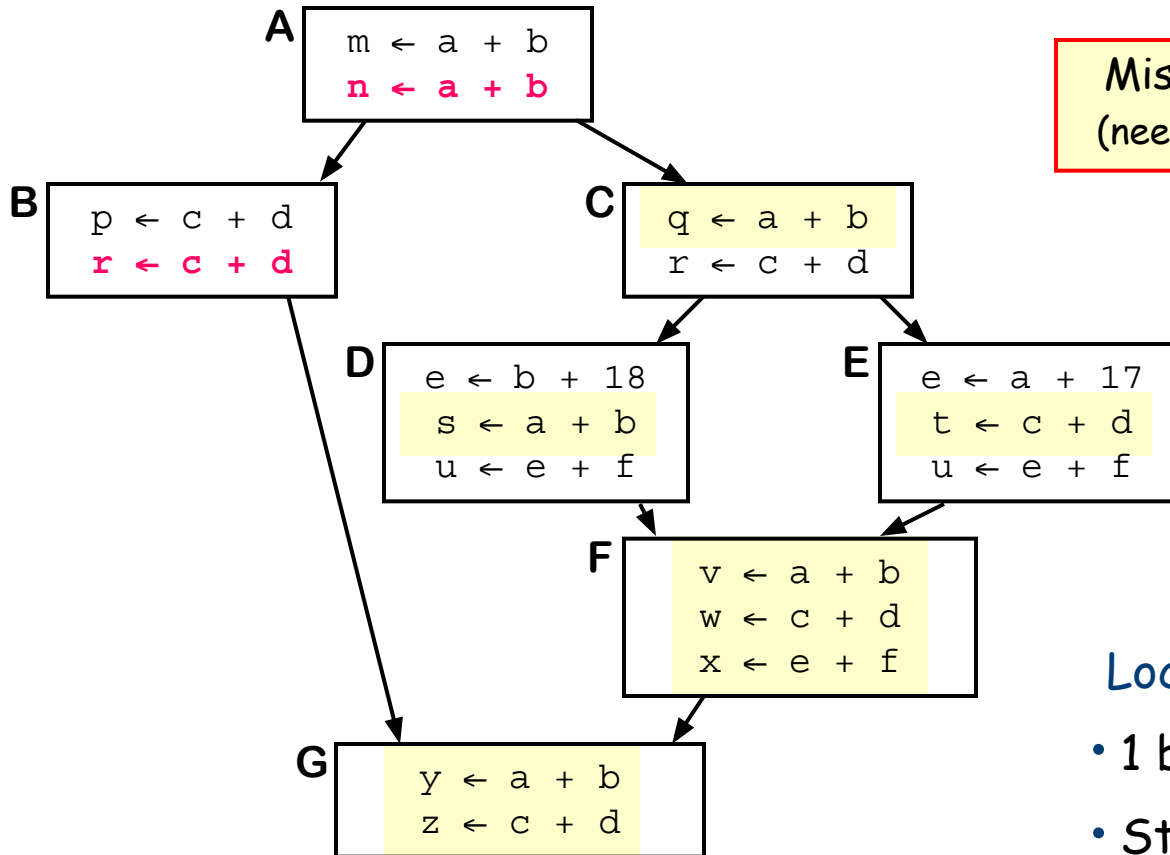 A
m ← a + b
n ← a + b
B
p ← c + d
r ← c + d
C
q ← a + b
r ← c + d
D
e ← b + 18
s ← a + b
u ← e + f
E
e ← a + 17
t ← c + d
u ← e + f
F
v ← a + b
w ← c + d
x ← e + f
G
y ← a + b
z ← c + d